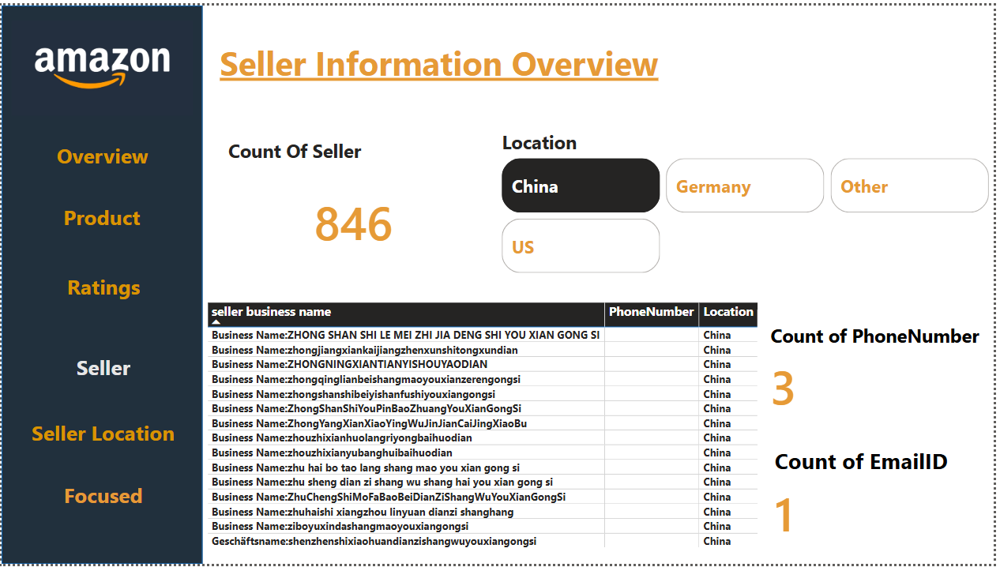 amazon
Seller Information Overview
Overview
Product
Ratings
Seller
Seller Location
Focused
Count Of Seller
846
Location
China
Germany
Other
US
seller business name PhoneNumber Location
Business Name:ZHONG SHAN SHI LE MEI ZHI JIA DENG SHI YOU XIAN GONG SI China
Business Name:zhongjiangxiankaijiangzhenxunshitongxundian China
Business Name:ZHONGNINGXIANTIANYISHOUYAODIAN China
Business Name:zhongqinglianbeishangmaoyouxianzerengongsi China
Business Name:zhongshanshibeiyishanfushiyouxiangongsi China
Business Name:ZhongShanShiYouPinBaoZhuangYouXianGongSi China
Business Name:ZhongYangXianXiaoYingWuJinJianCaiJingXiaoBu China
Business Name:zhouzhixianhuolangriyongbaihuodian China
Business Name:zhouzhixianyubanghuibaihuodian China
Business Name:zhu hai bo tao lang shang mao you xian gong si China
Business Name:zhu sheng dian zi shang wu shang hai you xian gong si China
Business Name:ZhuChengShiMoFaBaoBeiDianZiShangWuYouXianGongSi China
Business Name:zhuhaishi xiangzhou linyuan dianzi shanghang China
Business Name:ziboyuxindashangmaoyouxiangongsi China
Geschäftsname:shenzhenshixiaohuandianzishangwuyouxiangongsi China
Count of PhoneNumber
3
Count of EmailID
1